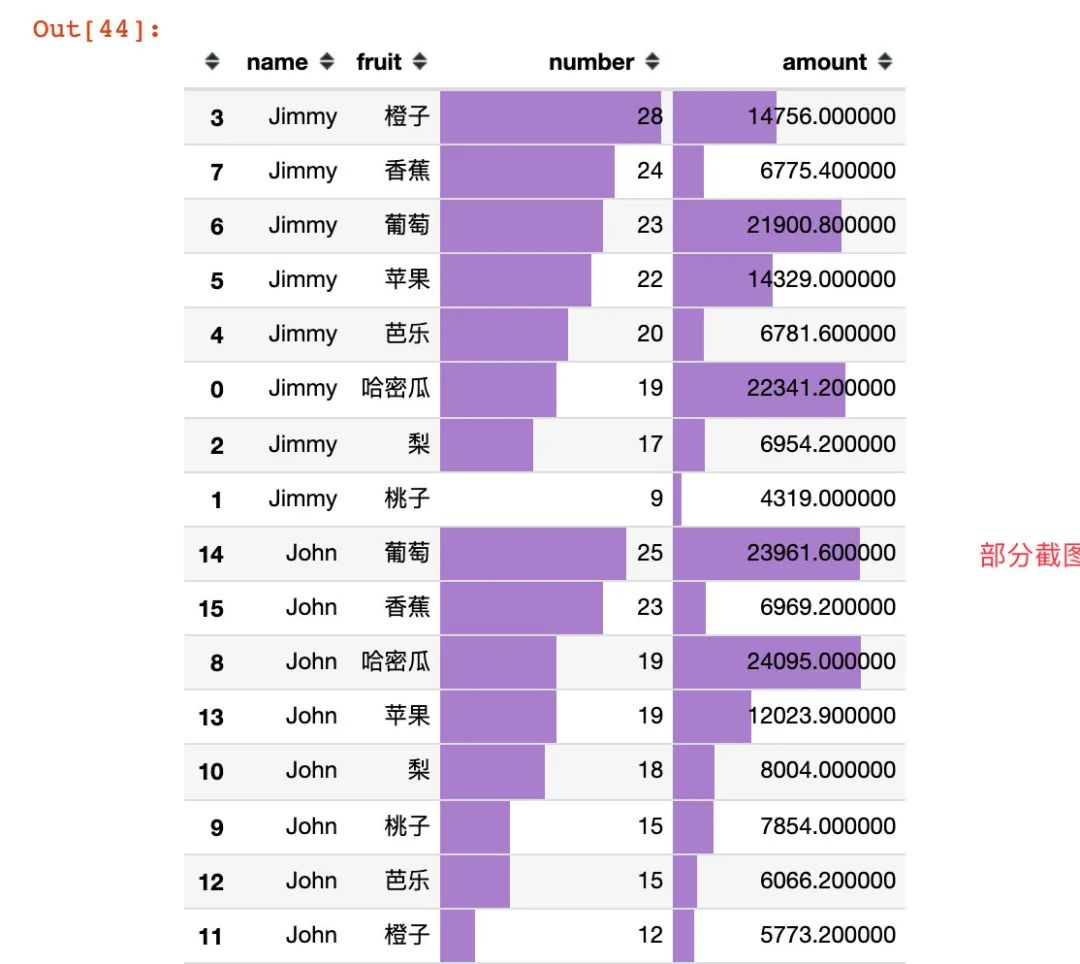 Out[44]:
name fruit number amount
3 Jimmy 橙子 28 14756.000000
7 Jimmy 香蕉 24 6775.400000
6 Jimmy 葡萄 23 21900.800000
5 Jimmy 苹果 22 14329.000000
4 Jimmy 芭乐 20 6781.600000
0 Jimmy 哈密瓜 19 22341.200000
2 Jimmy 梨 17 6954.200000
1 Jimmy 桃子 9 4319.000000
14 John 葡萄 25 23961.600000
部分截图
15 John 香蕉 23 6969.200000
8 John 哈密瓜 19 24095.000000
13 John 苹果 19 12023.900000
10 John 梨 18 8004.000000
9 John 桃子 15 7854.000000
12 John 芭乐 15 6066.200000
11 John 橙子 12 5773.200000